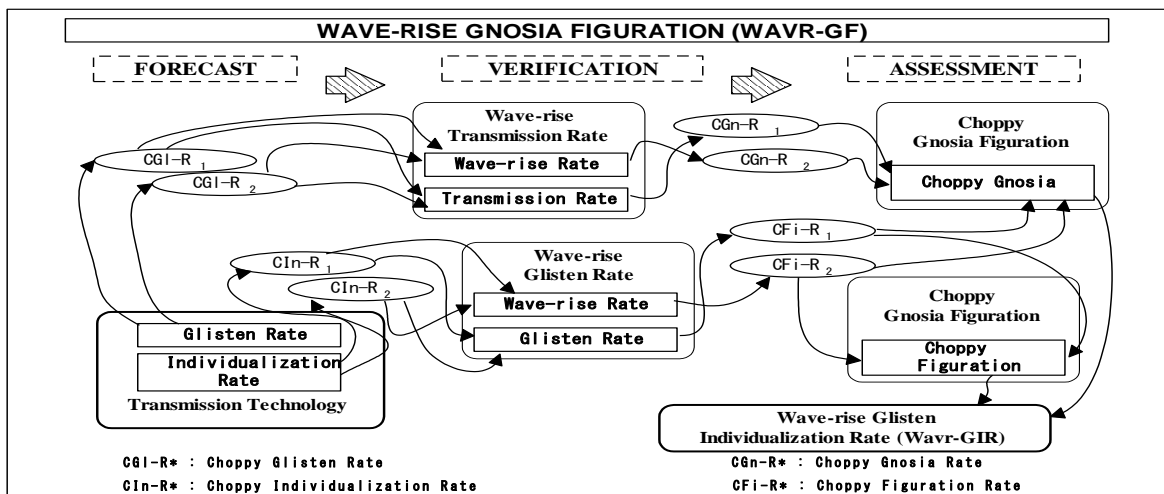 WAVE-RISE GNOSIA FIGURATION (WAVR-GF)
FORECAST
VERIFICATION
ASSESSMENT
Wave-rise
Transmission Rate
Wave-rise Rate
Transmission Rate
CGl-R 1
CGl-R 2
CGn-R 1
CGn-R 2
Choppy
Gnosia Figuration
Choppy Gnosia
CIn-R 1
CIn-R 2
Wave-rise
Glisten Rate
Wave-rise Rate
Glisten Rate
CFi-R 1
CFi-R 2
Choppy
Gnosia Figuration
Choppy
Figuration
Glisten Rate
Individualization
Rate
Transmission Technology
Wave-rise Glisten
Individualization Rate (Wavr-GIR)
CGl-R* : Choppy Glisten Rate
CIn-R* : Choppy Individualization Rate
CGn-R* : Choppy Gnosia Rate
CFi-R* : Choppy Figuration Rate